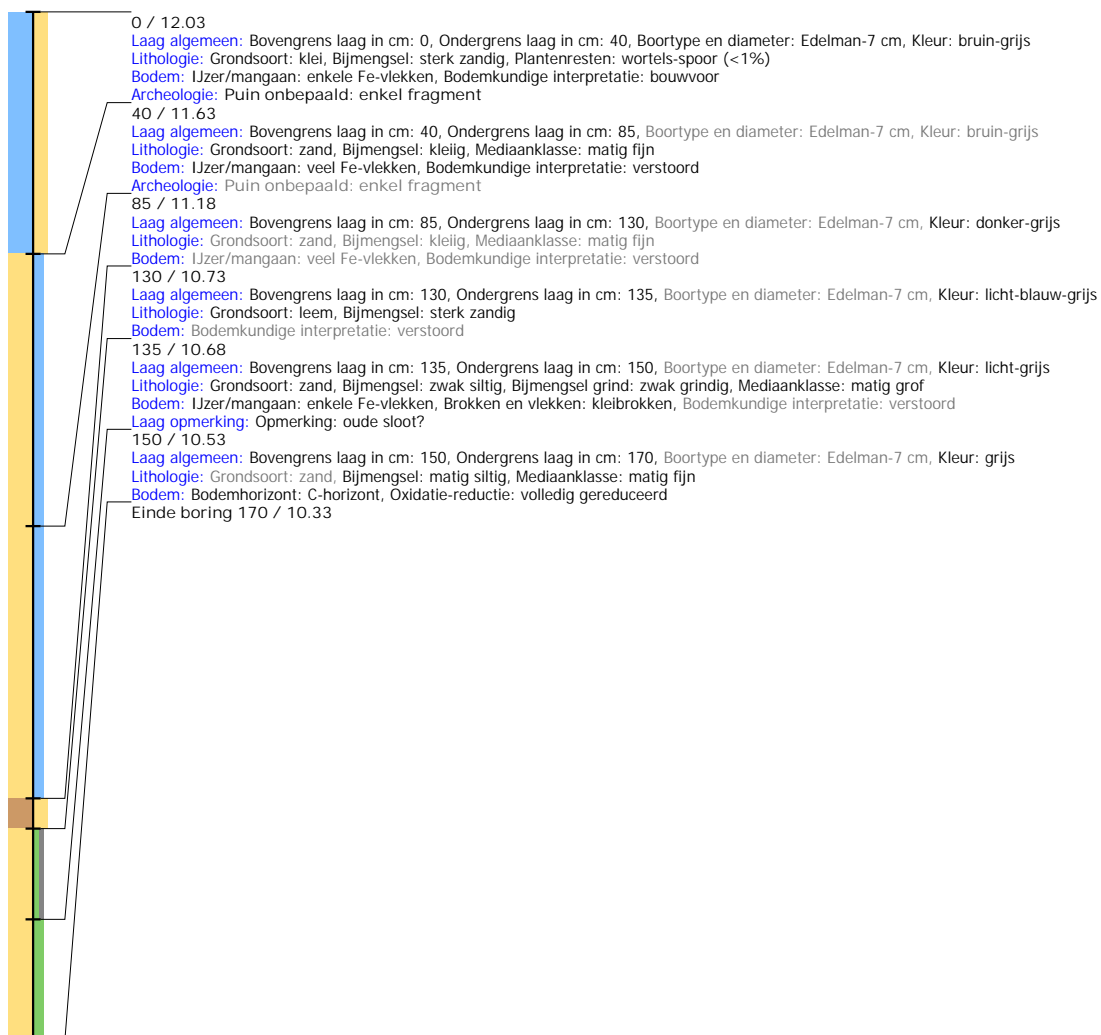 0 / 12.03
Laag algemeen: Bovengrens laag in cm: 0, Ondergrens laag in cm: 40, Boortype en diameter: Edelman-7 cm, Kleur: bruin-grijs
Lithologie: Grondsoort: klei, Bijmengsel: sterk zandig, Plantenresten: wortels-spoor (<1%)
Bodem: IJzer/mangaan: enkele Fe-vlekken, Bodemkundige interpretatie: bouwvoor
Archeologie: Puin onbepaald: enkel fragment
40 / 11.63
Laag algemeen: Bovengrens laag in cm: 40, Ondergrens laag in cm: 85, Boortype en diameter: Edelman-7 cm, Kleur: bruin-grijs
Lithologie: Grondsoort: zand, Bijmengsel: kleiig, Mediaanklasse: matig fijn
Bodem: IJzer/mangaan: veel Fe-vlekken, Bodemkundige interpretatie: verstoord
Archeologie: Puin onbepaald: enkel fragment
85 / 11.18
Laag algemeen: Bovengrens laag in cm: 85, Ondergrens laag in cm: 130, Boortype en diameter: Edelman-7 cm, Kleur: donker-grijs
Lithologie: Grondsoort: zand, Bijmengsel: kleiig, Mediaanklasse: matig fijn
Bodem: IJzer/mangaan: veel Fe-vlekken, Bodemkundige interpretatie: verstoord
130 / 10.73
Laag algemeen: Bovengrens laag in cm: 130, Ondergrens laag in cm: 135, Boortype en diameter: Edelman-7 cm, Kleur: licht-blauw-grijs
Lithologie: Grondsoort: leem, Bijmengsel: sterk zandig
Bodem: Bodemkundige interpretatie: verstoord
135 / 10.68
Laag algemeen: Bovengrens laag in cm: 135, Ondergrens laag in cm: 150, Boortype en diameter: Edelman-7 cm, Kleur: licht-grijs
Lithologie: Grondsoort: zand, Bijmengsel: zwak siltig, Bijmengsel grind: zwak grindig, Mediaanklasse: matig grof
Bodem: IJzer/mangaan: enkele Fe-vlekken, Brokken en vlekken: kleibrokken, Bodemkundige interpretatie: verstoord
Laag opmerking: Opmerking: oude sloot?
150 / 10.53
Laag algemeen: Bovengrens laag in cm: 150, Ondergrens laag in cm: 170, Boortype en diameter: Edelman-7 cm, Kleur: grijs
Lithologie: Grondsoort: zand, Bijmengsel: matig siltig, Mediaanklasse: matig fijn
Bodem: Bodemhorizont: C-horizont, Oxidatie-reductie: volledig gereduceerd
Einde boring 170 / 10.33